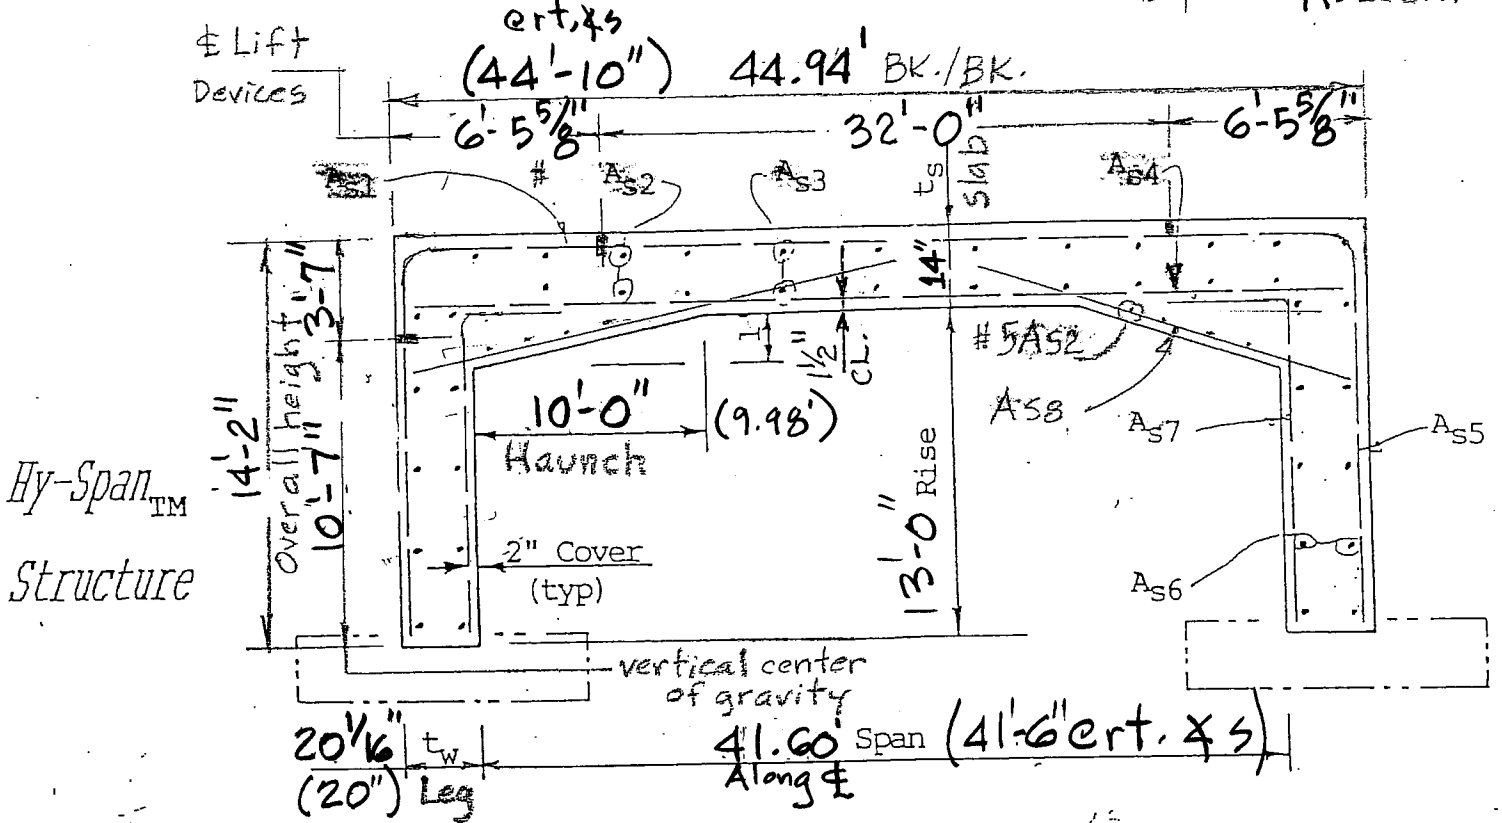 ℄ Lift
Devices
@rt.∡s
(44'-10") 44.94' BK./BK.
6'-5 5/8" 32'-0" 6'-5 5/8"
As1 # As2 As3 ts Slab As4
14'-2"
Overall height
3'-7"
10'-7"
14"
1 1/2"
CL.
#5As2
10'-0" (9.98')
Haunch
As8
As7
As5
13'-0" Rise
Hy-Span TM
Structure
2" Cover
(typ)
As6
vertical center
of gravity
20 1/16" tw 41.60' Span (41'-6" @rt. ∡s)
(20") Leg Along ℄